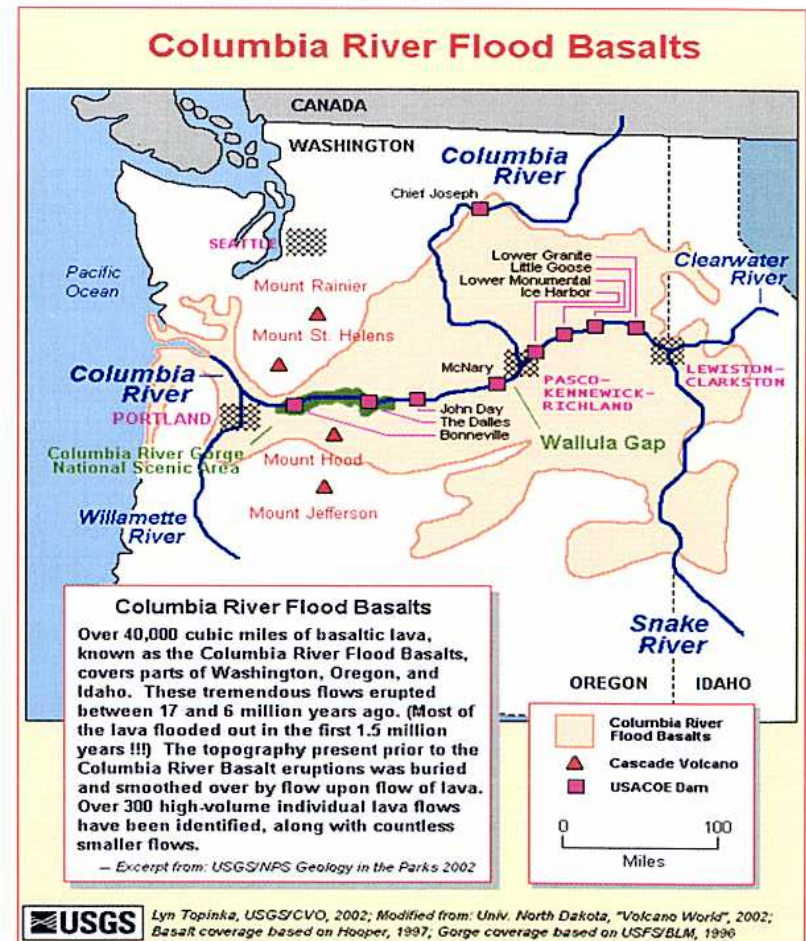 Columbia River Flood Basalts
CANADA
WASHINGTON
Columbia
River
Chief Joseph
SEATTLE
Lower Granite
Little Goose
Lower Monumental
Ice Harbor
Clearwater
River
Pacific
Ocean
Mount Rainier
Mount St. Helens
McNary
Columbia
River
PORTLAND
PASCO-
KENNEWICK-
RICHLAND
LEWISTON-
CLARKSTON
John Day
The Dalles
Bonneville
Wallula Gap
Columbia River Gorge
National Scenic Area
Mount Hood
Mount Jefferson
Willamette
River
Snake
River
OREGON
IDAHO
Columbia River Flood Basalts
Over 40,000 cubic miles of basaltic lava,
known as the Columbia River Flood Basalts,
covers parts of Washington, Oregon, and
Idaho. These tremendous flows erupted
between 17 and 6 million years ago. (Most of
the lava flooded out in the first 1.5 million
years !!!) The topography present prior to the
Columbia River Basalt eruptions was buried
and smoothed over by flow upon flow of lava.
Over 300 high-volume individual lava flows
have been identified, along with countless
smaller flows.
— Excerpt from: USGS/NPS Geology in the Parks 2002
Columbia River
Flood Basalts
Cascade Volcano
USACOE Dam
0 100
Miles
USGS
Lyn Topinka, USGS/CVO, 2002; Modified from: Univ. North Dakota, "Volcano World", 2002;
Basalt coverage based on Hooper, 1997; Gorge coverage based on USFS/BLM, 1996